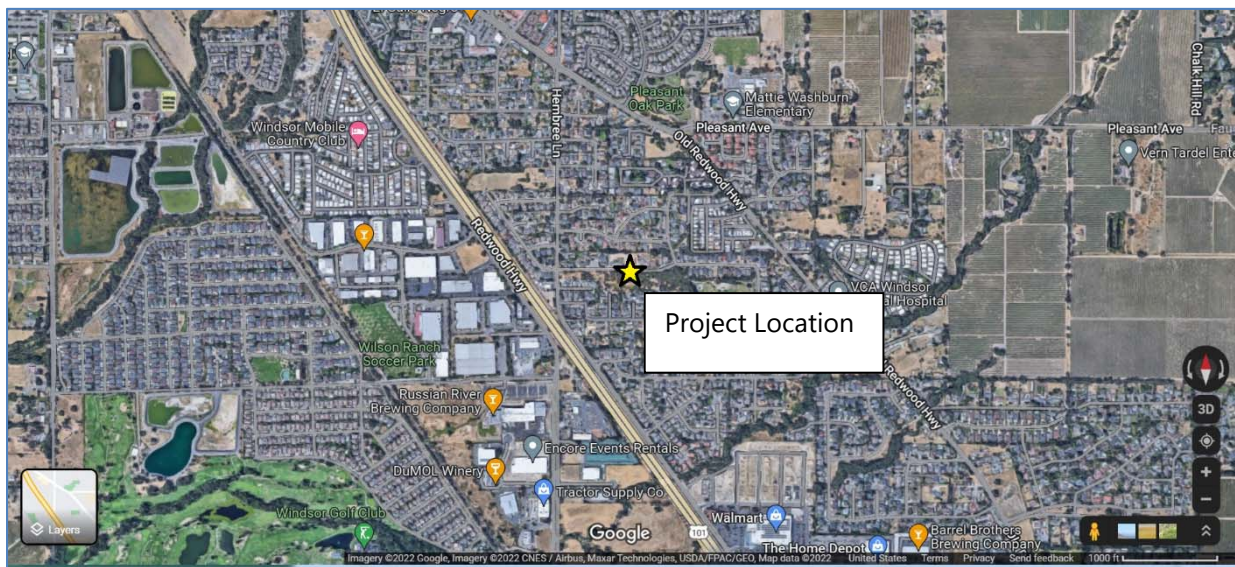 Hembree Ln
Chalk Hill Rd
Pleasant
Oak Park
Mattie Washburn
Elementary
Pleasant Ave
Pleasant Ave
Windsor Mobile
Country Club
Old Redwood Hwy
Vern Tardel Ente
Redwood Hwy
VCA Windsor
Hospital
Project Location
Wilson Ranch
Soccer Park
Redwood Hwy
Russian River
Brewing Company
3D
Encore Events Rentals
DuMOL Winery
Tractor Supply Co
Layers
Windsor Golf Club
Google
101
Walmart
The Home Depot
Barrel Brothers
Brewing Company
Imagery ©2022 Google, Imagery ©2022 CNES / Airbus, Maxar Technologies, USDA/FPAC/GEO, Map data ©2022 United States Terms Privacy Send feedback 1000 ft